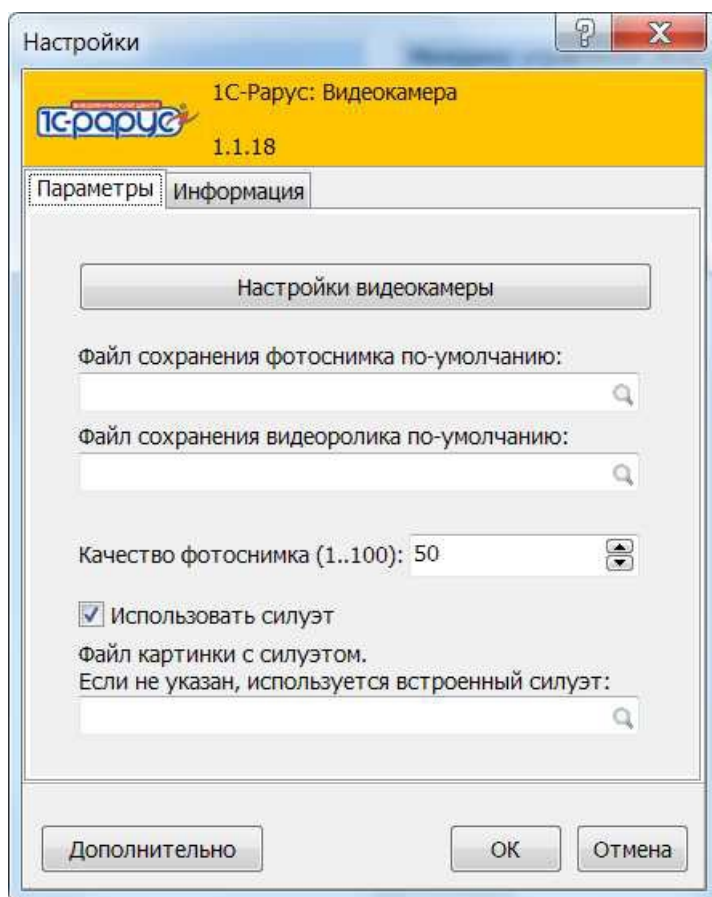 Настройки
1С-Рарус: Видеокамера
1С-рарус
1.1.18
Параметры Информация
Настройки видеокамеры
Файл сохранения фотоснимка по-умолчанию:
Файл сохранения видеоролика по-умолчанию:
Качество фотоснимка (1..100): 50
Использовать силуэт
Файл картинки с силуэтом.
Если не указан, используется встроенный силуэт:
Дополнительно ОК Отмена